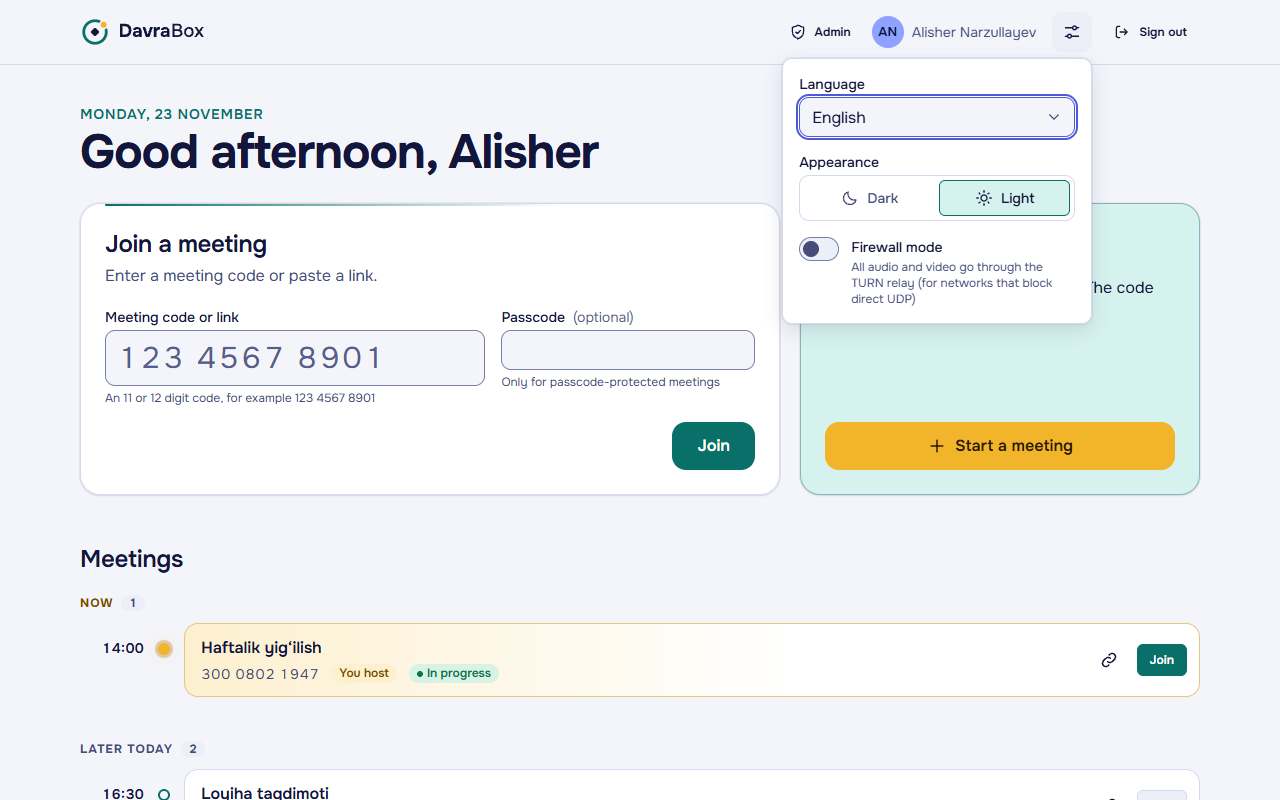 DavraBox
Admin
AN
Alisher Narzullayev
Sign out
Language
English
Appearance
Dark
Light
Firewall mode
All audio and video go through the
TURN relay (for networks that block
direct UDP)
MONDAY, 23 NOVEMBER
Good afternoon, Alisher
Join a meeting
Enter a meeting code or paste a link.
Meeting code or link
123 4567 8901
An 11 or 12 digit code, for example 123 4567 8901
Passcode (optional)
Only for passcode-protected meetings
Join
code
Start a meeting
Meetings
NOW 1
14:00
Haftalik yig‘ilish
300 0802 1947 You host In progress
Join
LATER TODAY 2
16:30
Loyiha taqdimoti